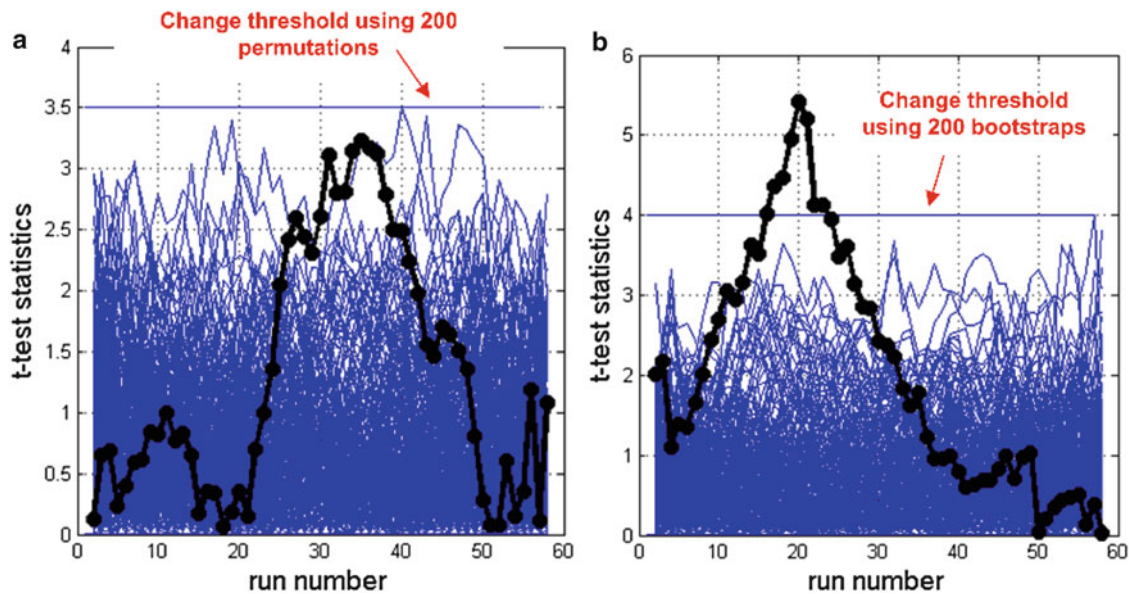 a
Change threshold using 200
permutations
4
3.5
3
2.5
2
1.5
1
0.5
0
t-test statistics
0 10 20 30 40 50 60
run number
b
Change threshold
using 200 bootstraps
6
5
4
3
2
1
0
t-test statistics
0 10 20 30 40 50 60
run number